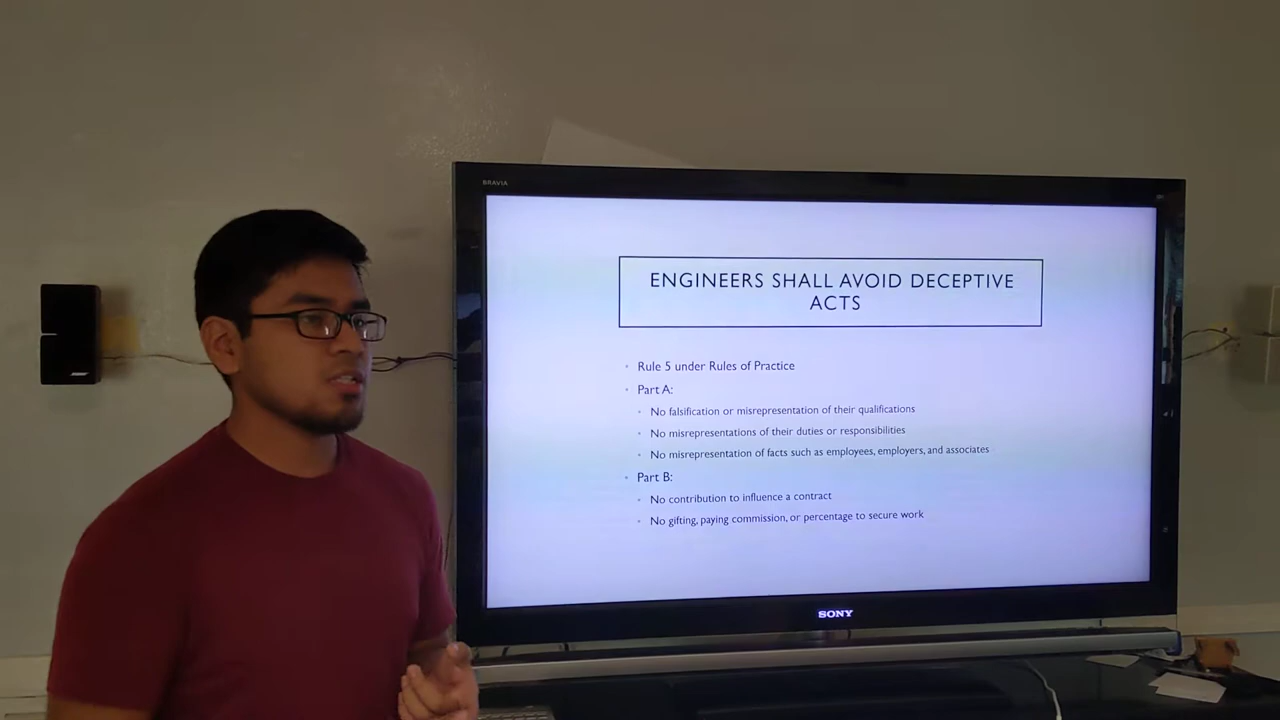 BRAVIA
ENGINEERS SHALL AVOID DECEPTIVE
ACTS
Rule 5 under Rules of Practice
Part A:
No falsification or misrepresentation of their qualifications
No misrepresentations of their duties or responsibilities
No misrepresentation of facts such as employees, employers, and associates
Part B:
No contribution to influence a contract
No gifting, paying commission, or percentage to secure work
SONY